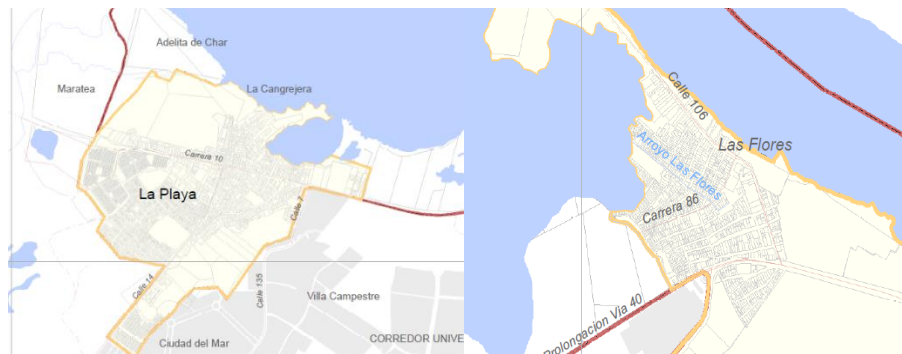 Adelita de Char
Maratea
La Cangrejera
Carrera 10
La Playa
Calle 7
Calle 14
Calle 135
Villa Campestre
Ciudad del Mar
CORREDOR UNIVE
Calle 106
Las Flores
Arroyo Las Flores
Carrera 86
Prolongacion Via 40